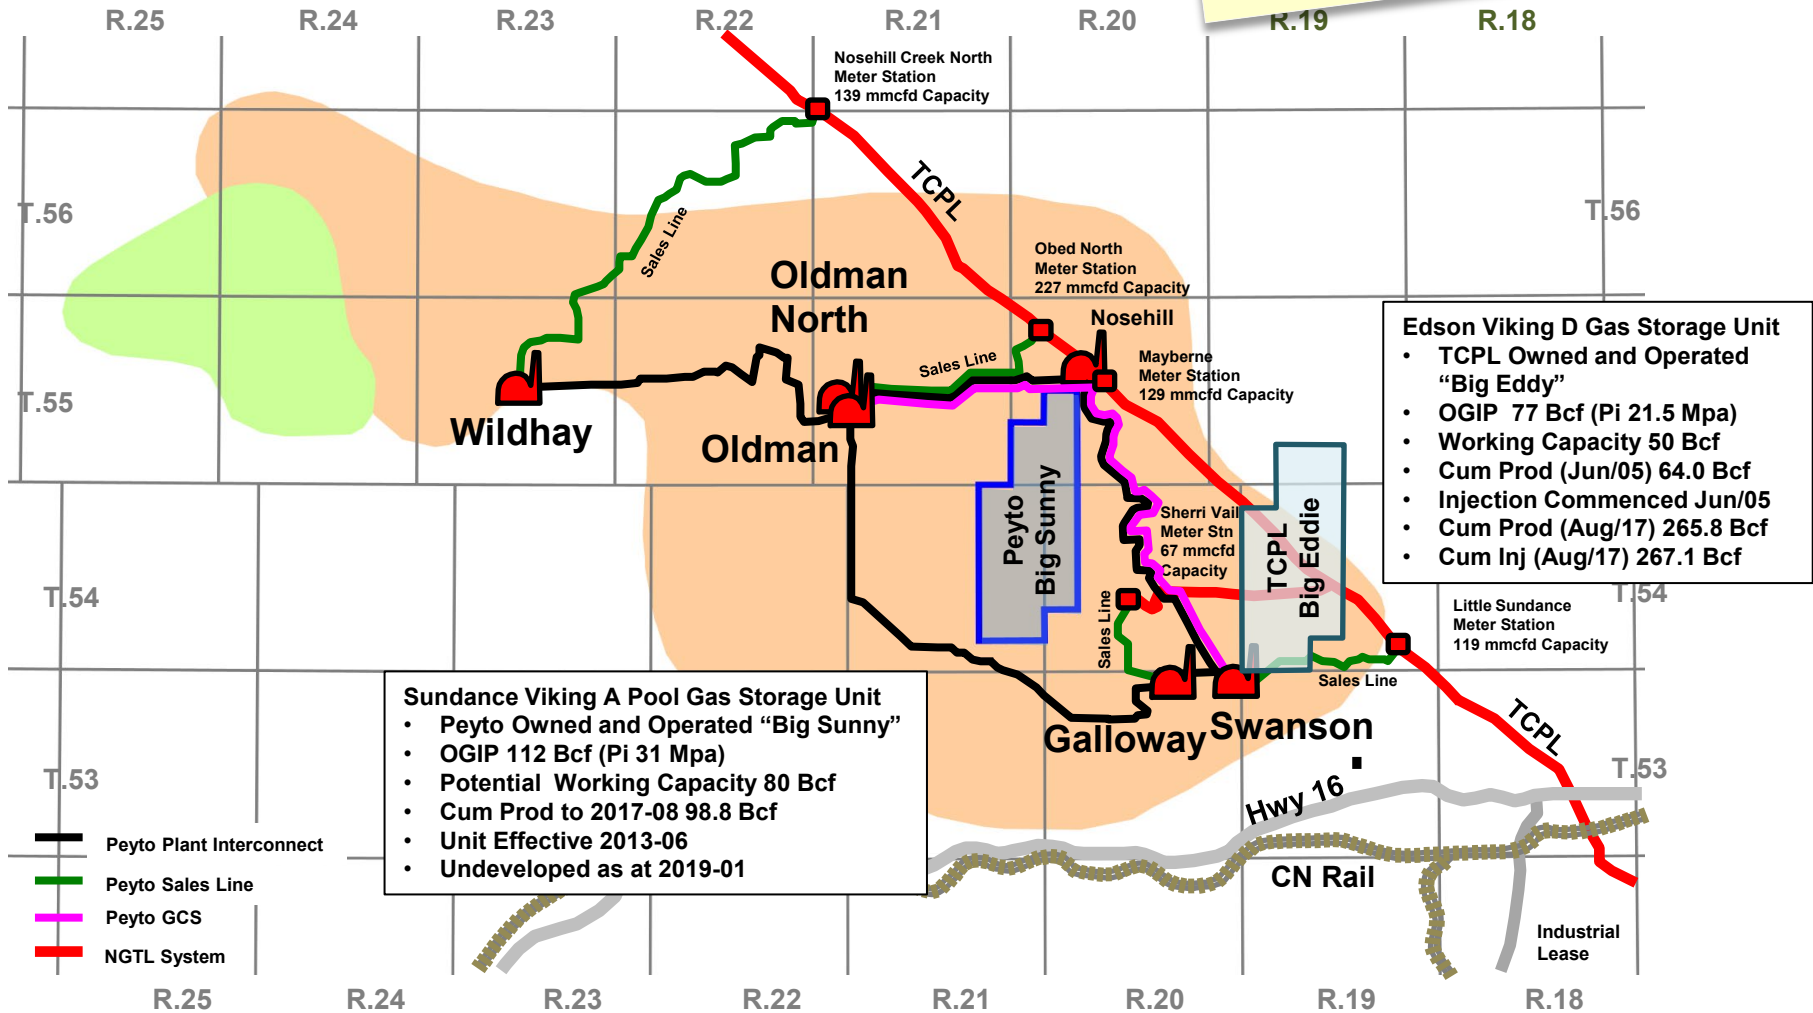 R.25
R.24
R.23
R.22
R.21
R.20
R.19
R.18
Nosehill Creek North
Meter Station
139 mmcfd Capacity
TCPL
T.56
T.56
Sales Line
Obed North
Meter Station
227 mmcfd Capacity
Oldman
North
Nosehill
Sales Line
Mayberne
Meter Station
129 mmcfd Capacity
T.55
Wildhay
Oldman
Edson Viking D Gas Storage Unit
• TCPL Owned and Operated
“Big Eddy”
• OGIP 77 Bcf (Pi 21.5 Mpa)
• Working Capacity 50 Bcf
• Cum Prod (Jun/05) 64.0 Bcf
• Injection Commenced Jun/05
• Cum Prod (Aug/17) 265.8 Bcf
• Cum Inj (Aug/17) 267.1 Bcf
Peyto
Big Sunny
Sherri Vail
Meter Stn
67 mmcfd
Capacity
TCPL
Big Eddie
T.54
T.54
Sales Line
Little Sundance
Meter Station
119 mmcfd Capacity
Sales Line
Sundance Viking A Pool Gas Storage Unit
• Peyto Owned and Operated “Big Sunny”
• OGIP 112 Bcf (Pi 31 Mpa)
• Potential Working Capacity 80 Bcf
• Cum Prod to 2017-08 98.8 Bcf
• Unit Effective 2013-06
• Undeveloped as at 2019-01
Galloway
Swanson
TCPL
T.53
T.53
Hwy 16
CN Rail
Peyto Plant Interconnect
Peyto Sales Line
Peyto GCS
NGTL System
Industrial
Lease
R.25
R.24
R.23
R.22
R.21
R.20
R.19
R.18